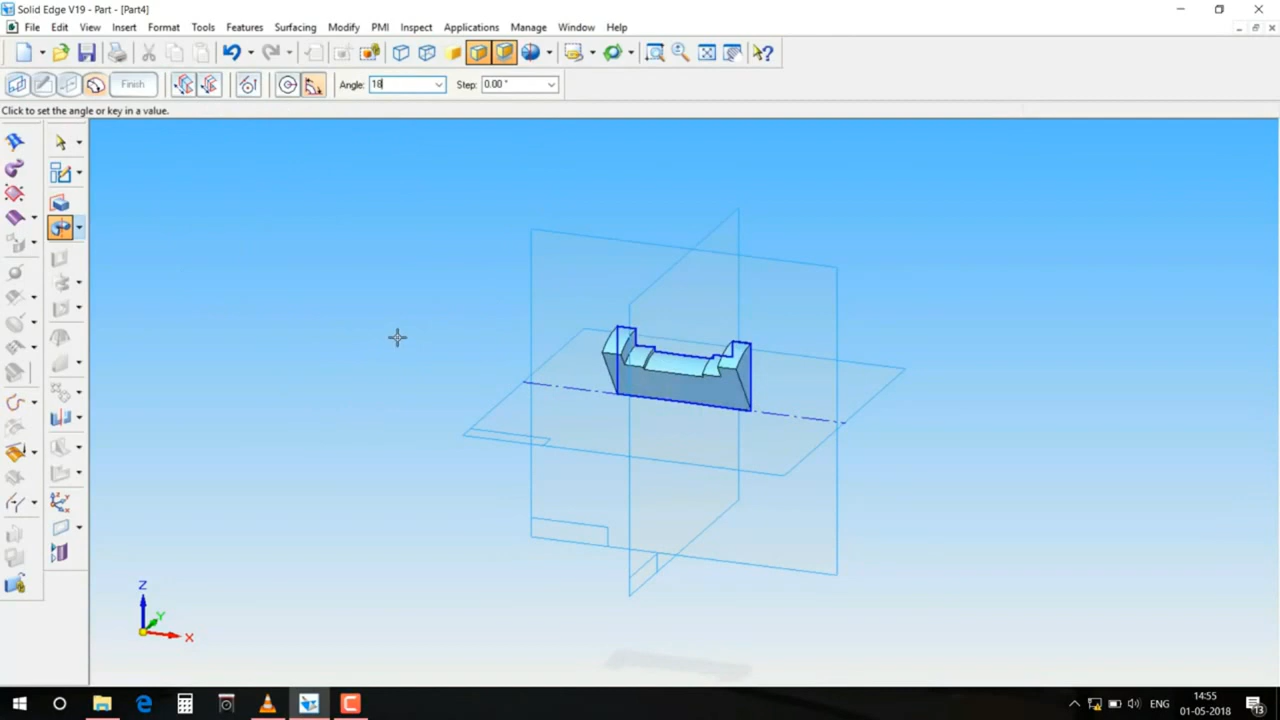 Solid Edge V19 - Part - [Part4]
File Edit View Insert Format Tools Features Surfacing Modify PMI Inspect Applications Manage Window Help
Finish Angle: 18 Step: 0.00 °
Click to set the angle or key in a value.
Z
Y
X
14:55
ENG
01-05-2018
13